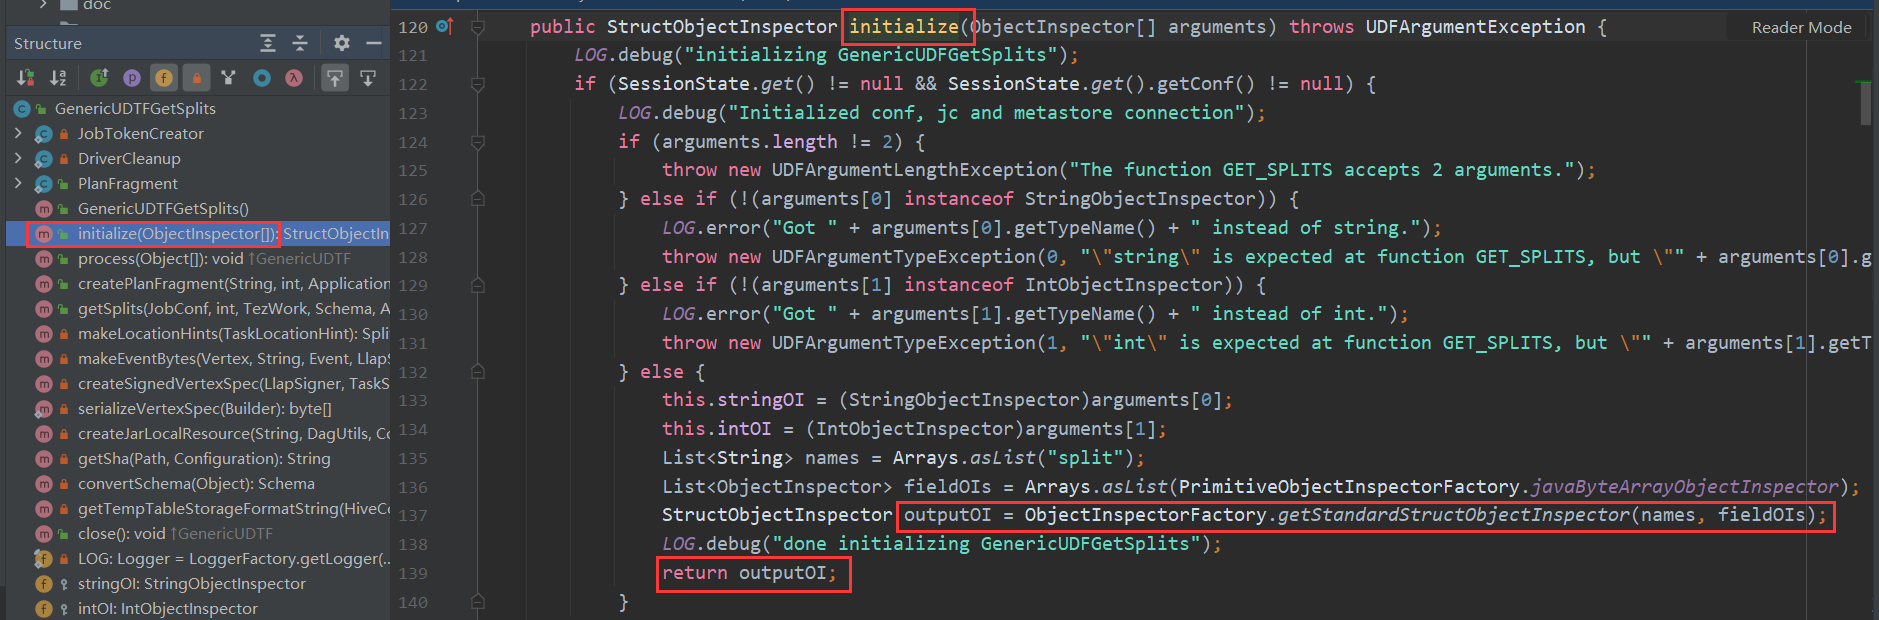 doc
Structure
GenericUDTFGetSplits
JobTokenCreator
DriverCleanup
PlanFragment
GenericUDTFGetSplits()
initialize(ObjectInspector[]): StructObjectIn
process(Object[]): void ↑GenericUDTF
createPlanFragment(String, int, Application
getSplits(JobConf, int, TezWork, Schema, A
makeLocationHints(TaskLocationHint): Spli
makeEventBytes(Vertex, String, Event, Llap
createSignedVertexSpec(LlapSigner, TaskS
serializeVertexSpec(Builder): byte[]
createJarLocalResource(String, DagUtils, Co
getSha(Path, Configuration): String
convertSchema(Object): Schema
getTempTableStorageFormatString(HiveCo
close(): void ↑GenericUDTF
LOG: Logger = LoggerFactory.getLogger(...
stringOI: StringObjectInspector
intOI: IntObjectInspector
Reader Mode
120 public StructObjectInspector initialize(ObjectInspector[] arguments) throws UDFArgumentException {
121 LOG.debug("initializing GenericUDFGetSplits");
122 if (SessionState.get() != null && SessionState.get().getConf() != null) {
123 LOG.debug("Initialized conf, jc and metastore connection");
124 if (arguments.length != 2) {
125 throw new UDFArgumentLengthException("The function GET_SPLITS accepts 2 arguments.");
126 } else if (!(arguments[0] instanceof StringObjectInspector)) {
127 LOG.error("Got " + arguments[0].getTypeName() + " instead of string.");
128 throw new UDFArgumentTypeException(0, "\"string\" is expected at function GET_SPLITS, but \"" + arguments[0].g
129 } else if (!(arguments[1] instanceof IntObjectInspector)) {
130 LOG.error("Got " + arguments[1].getTypeName() + " instead of int.");
131 throw new UDFArgumentTypeException(1, "\"int\" is expected at function GET_SPLITS, but \"" + arguments[1].getT
132 } else {
133 this.stringOI = (StringObjectInspector)arguments[0];
134 this.intOI = (IntObjectInspector)arguments[1];
135 List<String> names = Arrays.asList("split");
136 List<ObjectInspector> fieldOIs = Arrays.asList(PrimitiveObjectInspectorFactory.javaByteArrayObjectInspector);
137 StructObjectInspector outputOI = ObjectInspectorFactory.getStandardStructObjectInspector(names, fieldOIs);
138 LOG.debug("done initializing GenericUDFGetSplits");
139 return outputOI;
140 }